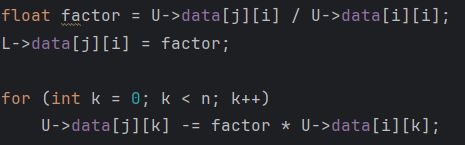 float factor = U->data[j][i] / U->data[i][i];
L->data[j][i] = factor;
for (int k = 0; k < n; k++)
U->data[j][k] -= factor * U->data[i][k];